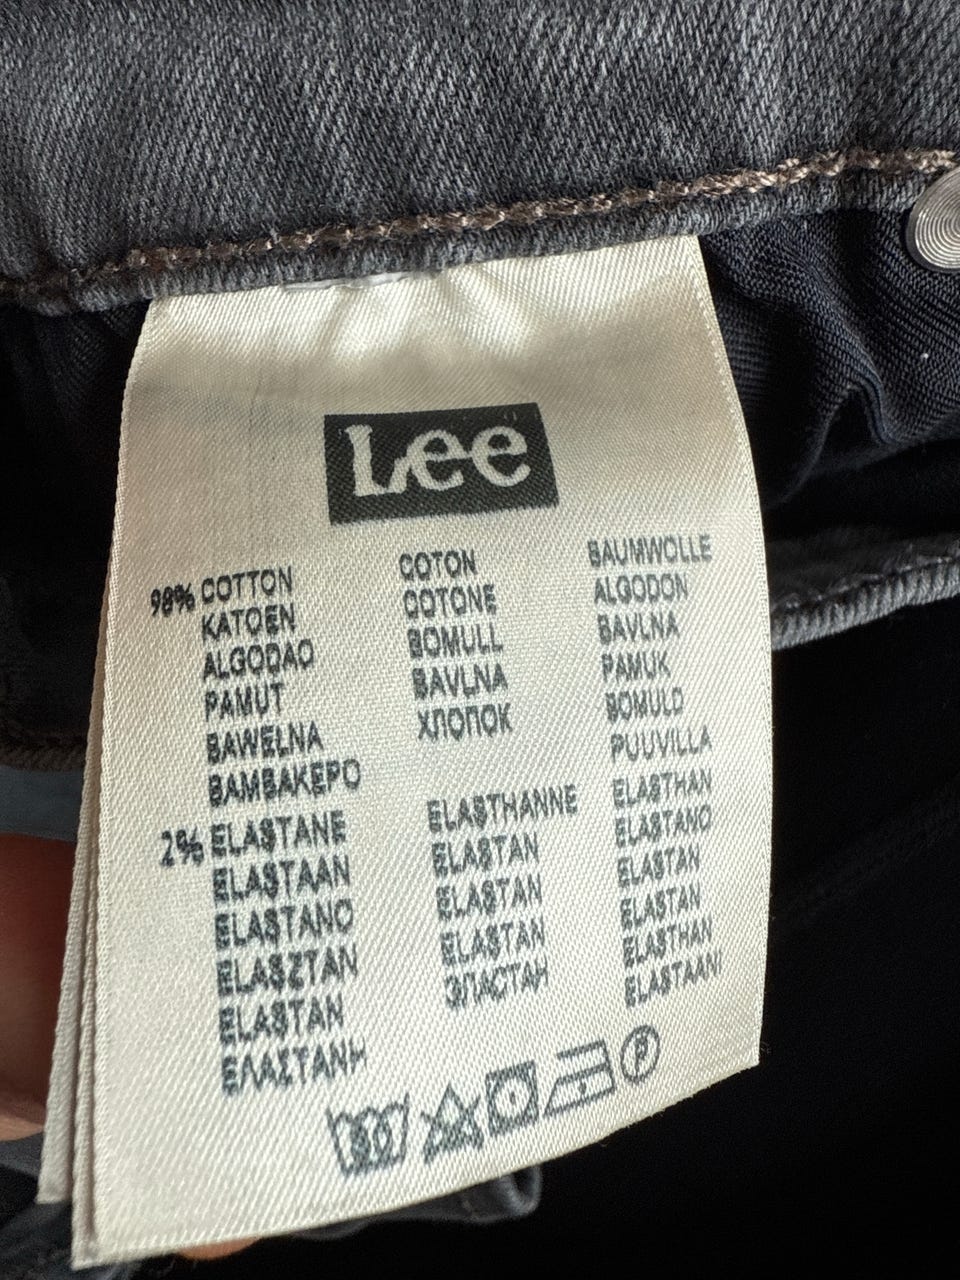 Lee
98% COTTON COTON BAUMWOLLE
KATOEN COTONE ALGODON
ALGODAO BOMULL BAVLNA
PAMUT BAVLNA PAMUK
BAWELNA ХЛОПОК BOMULD
BAMBAKEPO PUUVILLA
2% ELASTANE ELASTHANNE ELASTHAN
ELASTAAN ELASTAN ELASTANO
ELASTANO ELASTAN ELASTAN
ELASZTAN ELASTAN ELASTAN
ELASTAN ЭЛАСТАН ELASTHAN
ΕΛΑΣΤΑΝΗ ELASTAANI
30 P